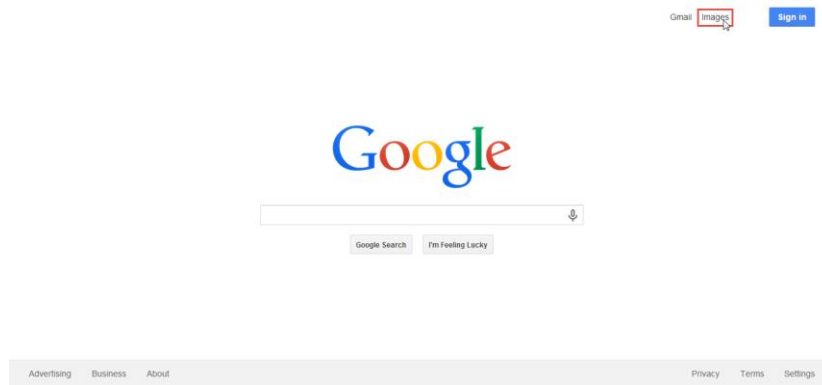 Gmail Images Sign in
Google
Google Search I'm Feeling Lucky
Advertising Business About Privacy Terms Settings